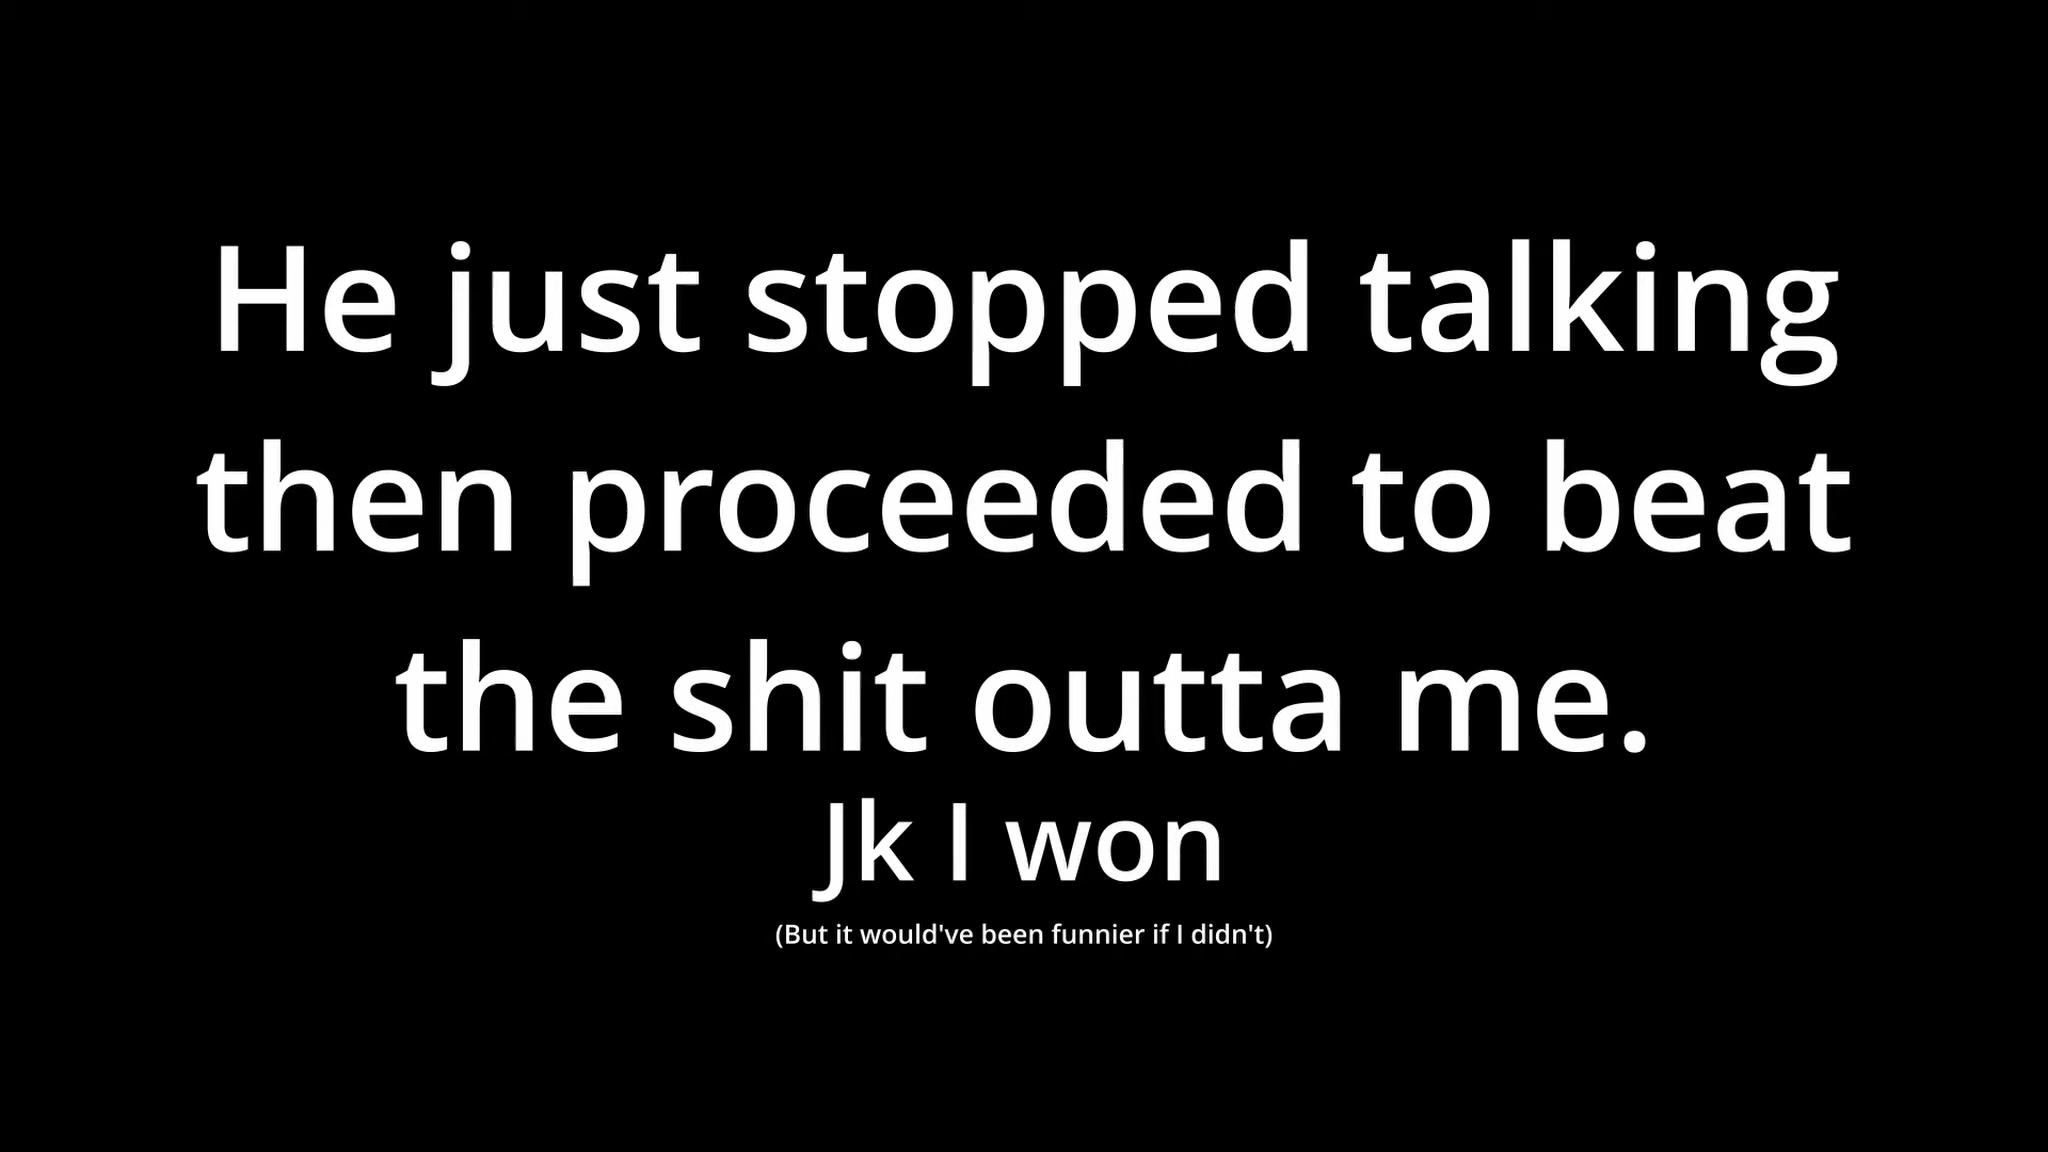 He just stopped talking
then proceeded to beat
the shit outta me.
Jk I won
(But it would've been funnier if I didn't)